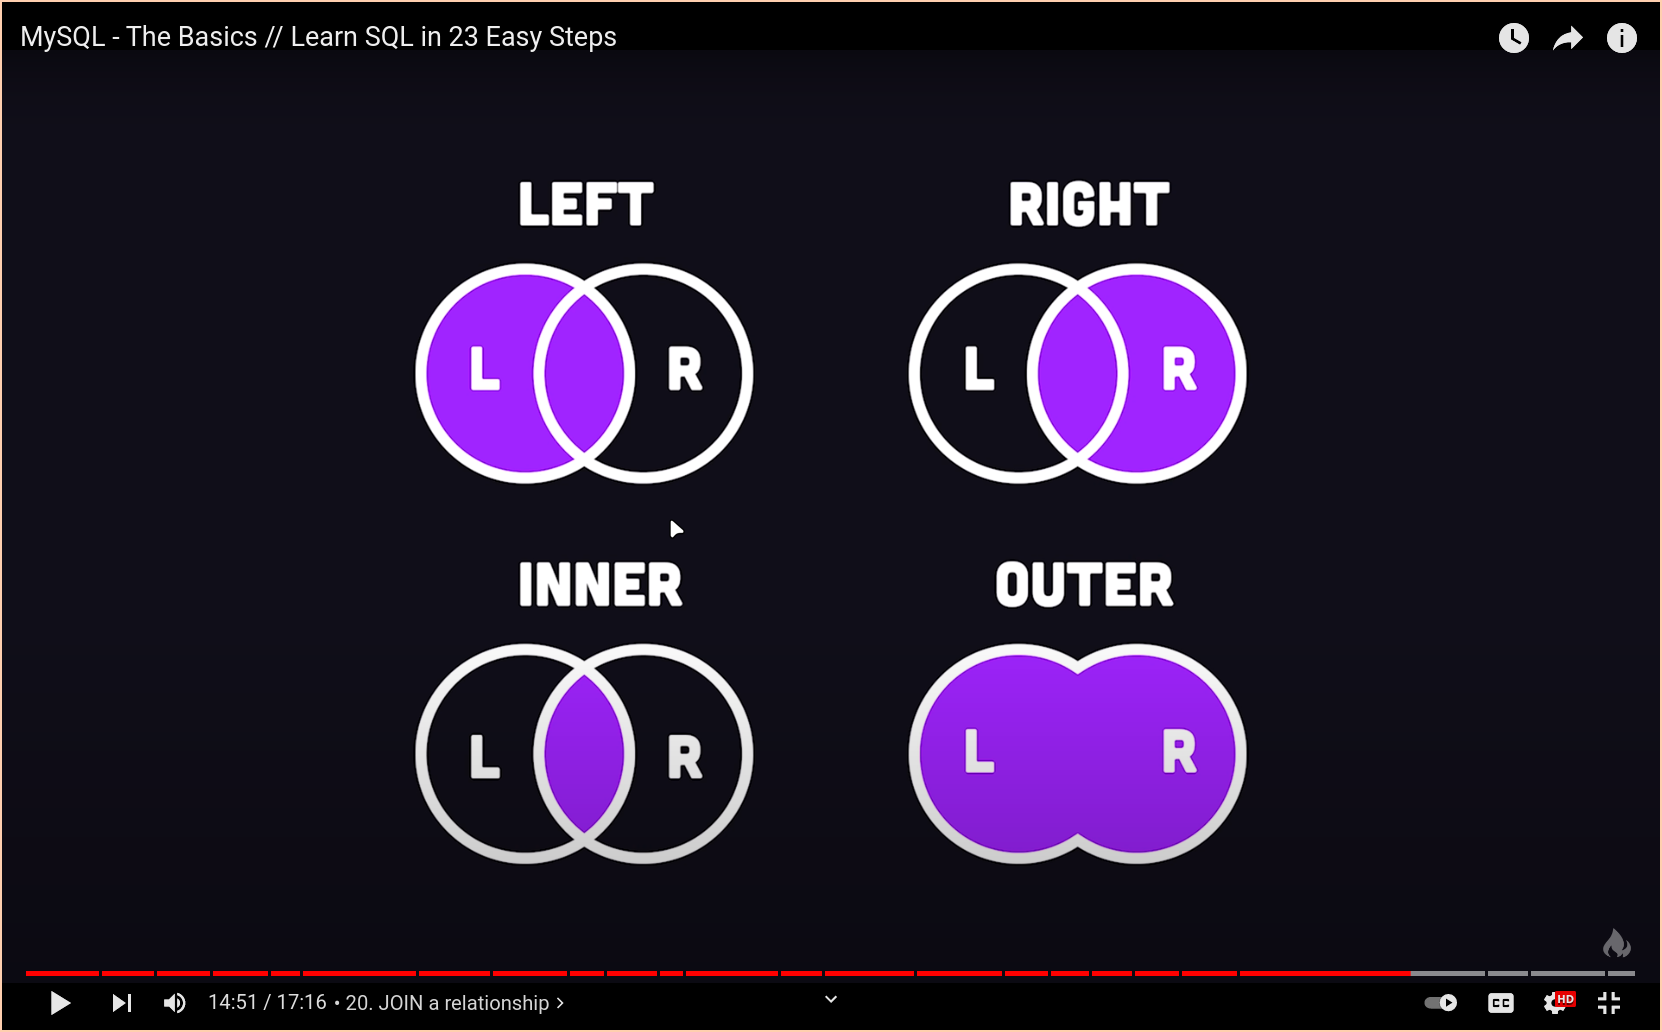 MySQL - The Basics // Learn SQL in 23 Easy Steps
LEFT
RIGHT
L R
L R
INNER
OUTER
L R
L R
14:51 / 17:16 • 20. JOIN a relationship
CC
HD